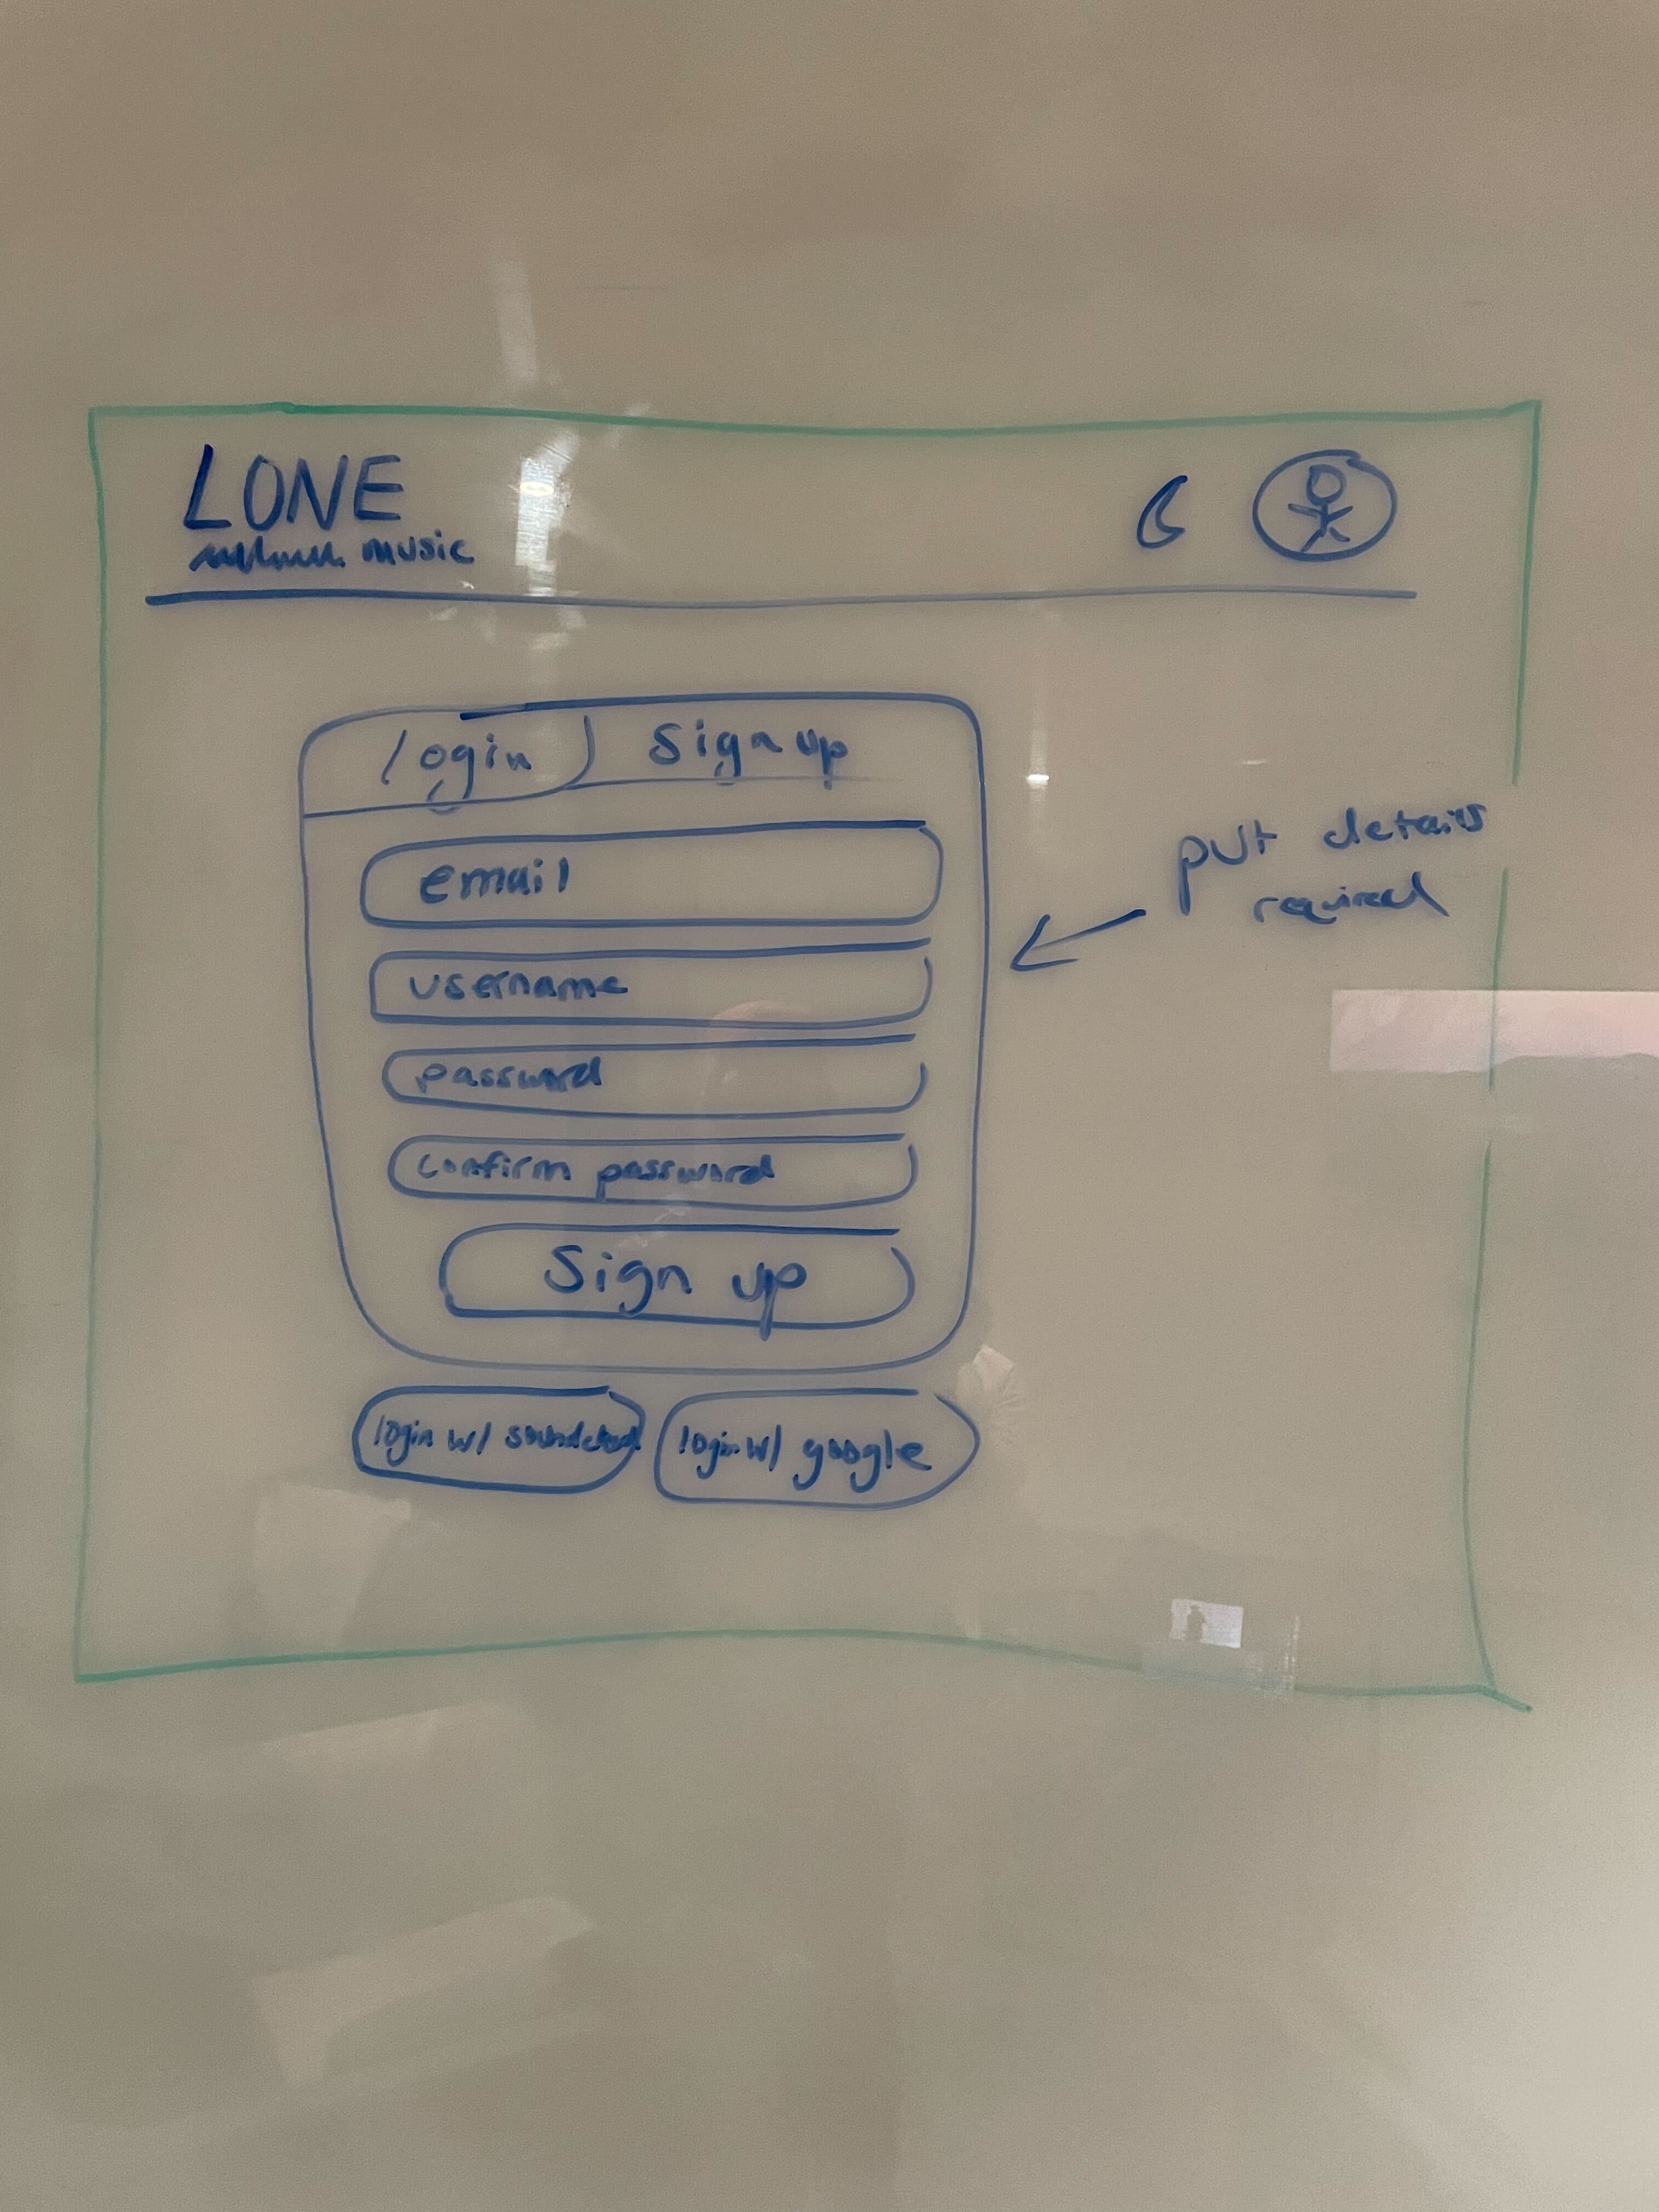 LONE
music
login
Sign up
email
username
password
confirm password
Sign up
login w/ soundcloud
login w/ google
put details
required